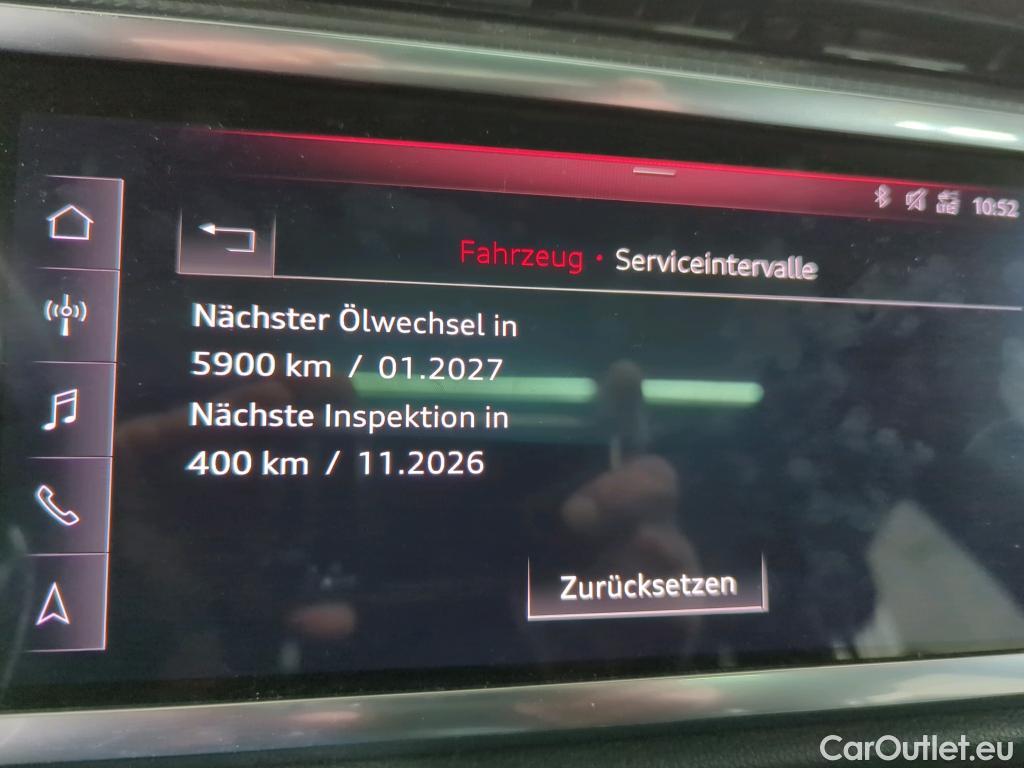 LTE 10:52
Fahrzeug • Serviceintervalle
Nächster Ölwechsel in
5900 km / 01.2027
Nächste Inspektion in
400 km / 11.2026
Zurücksetzen
CarOutlet.eu